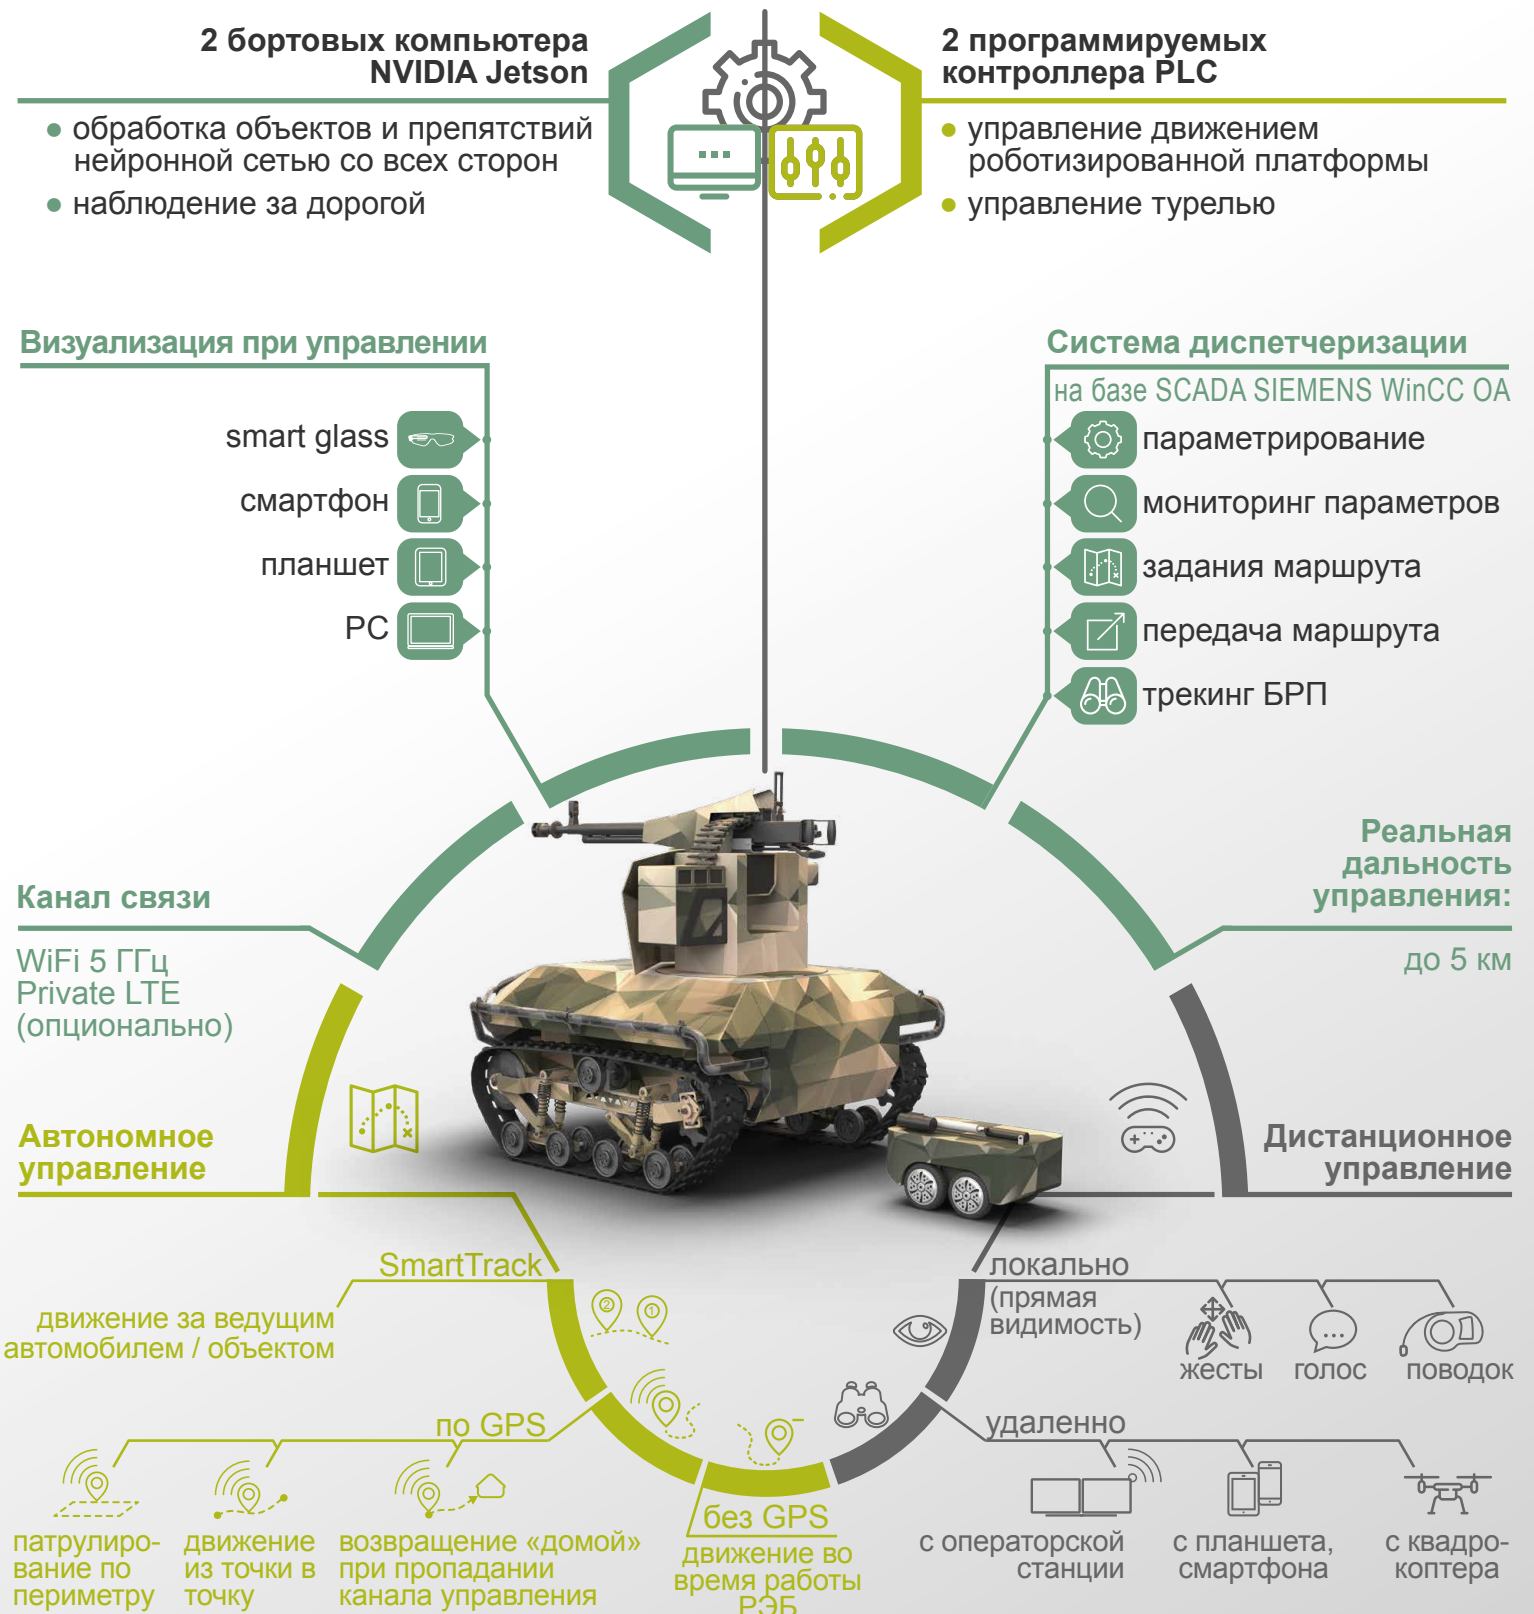 2 бортовых компьютера
NVIDIA Jetson
обработка объектов и препятствий
нейронной сетью со всех сторон
наблюдение за дорогой
2 программируемых
контроллера PLC
управление движением
роботизированной платформы
управление турелью
Визуализация при управлении
smart glass
смартфон
планшет
PC
Система диспетчеризации
на базе SCADA SIEMENS WinCC OA
параметрирование
мониторинг параметров
задания маршрута
передача маршрута
трекинг БРП
Канал связи
WiFi 5 ГГц
Private LTE
(опционально)
Реальная
дальность
управления:
до 5 км
Автономное
управление
Дистанционное
управление
SmartTrack
движение за ведущим
автомобилем / объектом
2
1
по GPS
патрулиро-
вание по
периметру
движение
из точки в
точку
возвращение «домой»
при пропадании
канала управления
без GPS
движение во
время работы
РЭБ
локально
(прямая
видимость)
жесты
голос
поводок
удаленно
с операторской
станции
с планшета,
смартфона
с квадро-
коптера